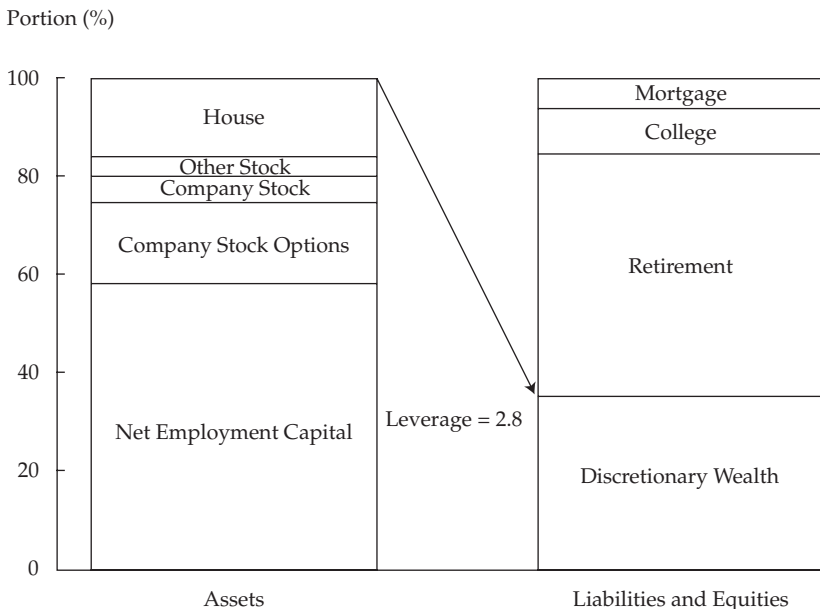 Portion (%)
100
80
60
40
20
0
House
Other Stock
Company Stock
Company Stock Options
Net Employment Capital
Leverage = 2.8
Mortgage
College
Retirement
Discretionary Wealth
Assets
Liabilities and Equities